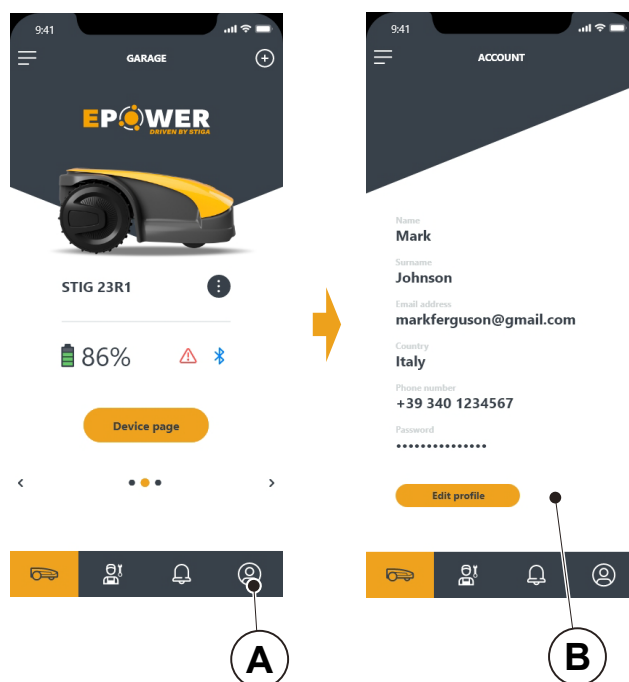 9:41
GARAGE
EPOWER
DRIVEN BY STIGA
STIG 23R1
86%
Device page
A
9:41
ACCOUNT
Name
Mark
Surname
Johnson
Email address
markferguson@gmail.com
Country
Italy
Phone number
+39 340 1234567
Password
•••••••••••••••
Edit profile
B